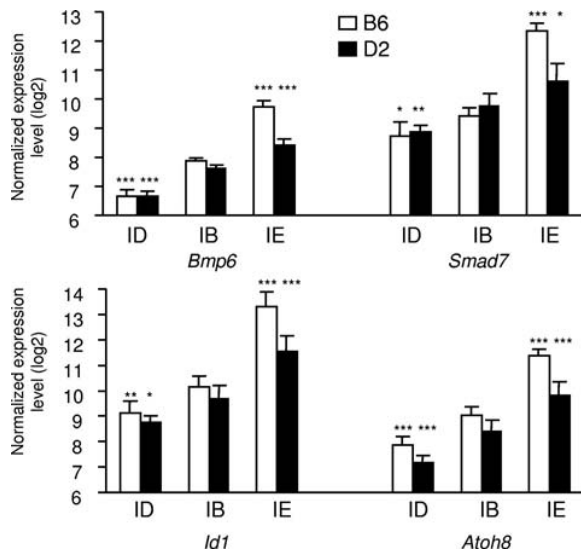 Normalized expression
level (log2)
13
12
11
10
9
8
7
6
B6
D2
*** ***
*** ***
* **
*** *
ID IB IE ID IB IE
Bmp6 Smad7
Normalized expression
level (log2)
14
13
12
11
10
9
8
7
6
** *
*** ***
*** ***
*** ***
ID IB IE ID IB IE
Id1 Atoh8